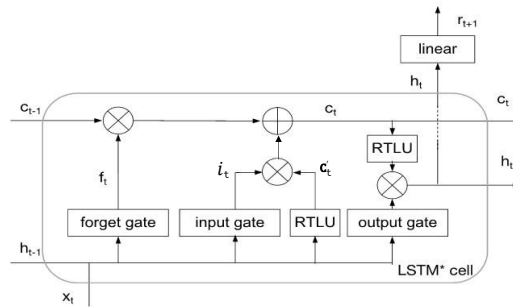 r_{t+1}
linear
h_t
c_{t-1}
c_t
c_t
RTLU
i_t
c'_t
f_t
h_t
forget gate
input gate
RTLU
output gate
h_{t-1}
LSTM* cell
x_t